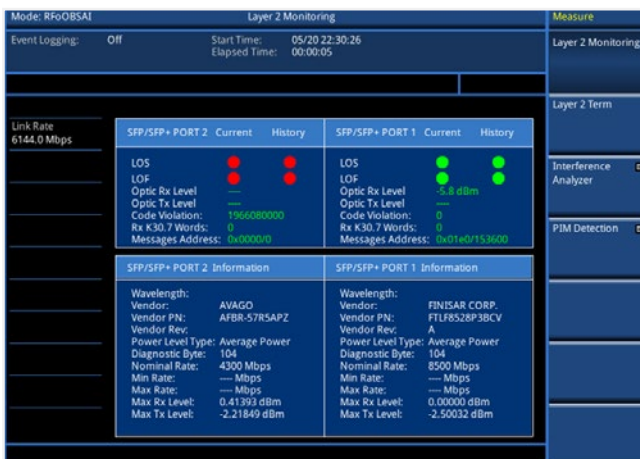 Mode: RFoOBSAI Layer 2 Monitoring Measure
Event Logging: Off Start Time: 05/20 22:30:26
Elapsed Time: 00:00:05
Layer 2 Monitoring
Layer 2 Term
Interference
Analyzer
PIM Detection
Link Rate
6144.0 Mbps
SFP/SFP+ PORT 2 Current History
LOS
LOF
Optic Rx Level ----
Optic Tx Level ----
Code Violation: 1966080000
Rx K30.7 Words: 0
Messages Address: 0x0000/0
SFP/SFP+ PORT 1 Current History
LOS
LOF
Optic Rx Level -5.8 dBm
Optic Tx Level ----
Code Violation: 0
Rx K30.7 Words: 0
Messages Address: 0x01e0/153600
SFP/SFP+ PORT 2 Information
Wavelength:
Vendor: AVAGO
Vendor PN: AFBR-57R5APZ
Vendor Rev:
Power Level Type: Average Power
Diagnostic Byte: 104
Nominal Rate: 4300 Mbps
Min Rate: ---- Mbps
Max Rate: ---- Mbps
Max Rx Level: 0.41393 dBm
Max Tx Level: -2.21849 dBm
SFP/SFP+ PORT 1 Information
Wavelength:
Vendor: FINISAR CORP.
Vendor PN: FTLF8528P3BCV
Vendor Rev: A
Power Level Type: Average Power
Diagnostic Byte: 104
Nominal Rate: 8500 Mbps
Min Rate: ---- Mbps
Max Rate: ---- Mbps
Max Rx Level: 0.00000 dBm
Max Tx Level: -2.50032 dBm